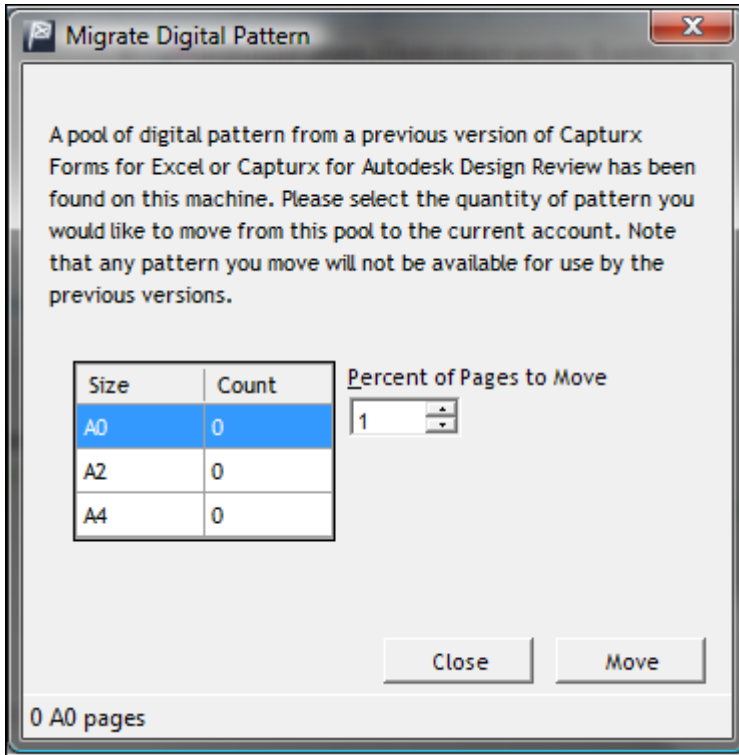 Migrate Digital Pattern
A pool of digital pattern from a previous version of Capturx
Forms for Excel or Capturx for Autodesk Design Review has been
found on this machine. Please select the quantity of pattern you
would like to move from this pool to the current account. Note
that any pattern you move will not be available for use by the
previous versions.
Size Count
Percent of Pages to Move
A0 0
1
A2 0
A4 0
Close Move
0 A0 pages